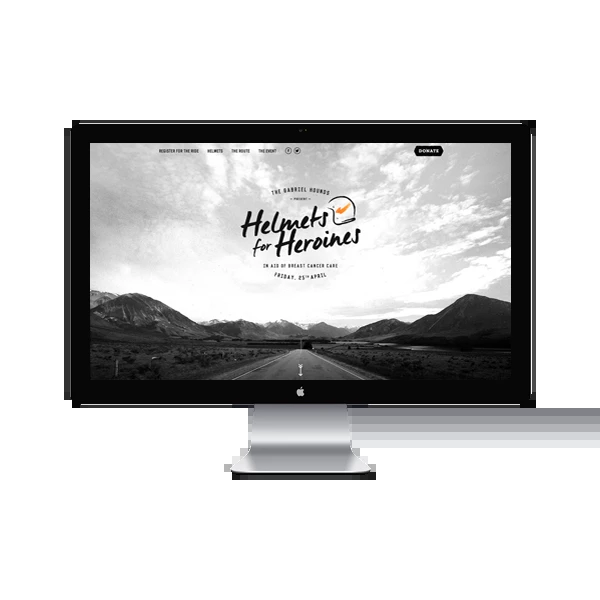 REGISTER FOR THE RIDE HELMETS THE ROUTE THE EVENT DONATE
THE GABRIEL HOUNDS
PRESENT
Helmets
for Heroines
IN AID OF BREAST CANCER CARE
FRIDAY, 25TH APRIL